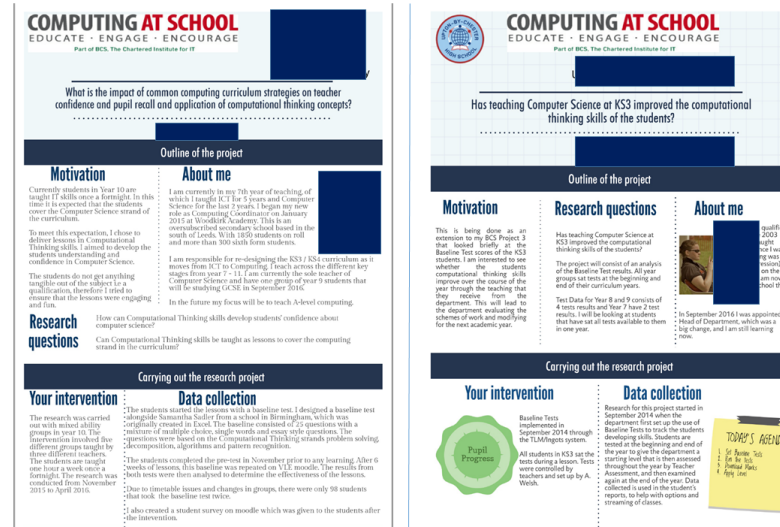 COMPUTING AT SCHOOL
EDUCATE · ENGAGE · ENCOURAGE
Part of BCS, The Chartered Institute for IT
What is the impact of common computing curriculum strategies on teacher
confidence and pupil recall and application of computational thinking concepts?
Outline of the project
Motivation
Currently students in Year 10 are
taught IT skills once a fortnight. In this
time it is expected that the students
cover the Computer Science strand of
the curriculum.
To meet this expectation, I chose to
deliver lessons in Computational
Thinking skills. I aimed to develop the
students understanding and
confidence in Computer Science.
The students do not get anything
tangible out of the subject i.e a
qualification, therefore I tried to
ensure that the lessons were engaging
and fun.
About me
I am currently in my 7th year of teaching, of
which I taught ICT for 5 years and Computer
Science for the last 2 years. I began my new
role as Computing Coordinator on January
2015 at Woodkirk Academy. This is an
oversubscribed secondary school based in the
south of Leeds. With 1850 students on roll
and more than 300 sixth form students.
I am responsible for re-designing the KS3 / KS4 curriculum as it
moves from ICT to Computing. I teach across the different key
stages from year 7 - 11. I am currently the sole teacher of
Computer Science and have one group of year 9 students that
will be studying GCSE in September 2016.
In the future my focus will be to teach A-level computing.
Research
questions
How can Computational Thinking skills develop students' confidence about
computer science?
Can Computational Thinking skills be taught as lessons to cover the computing
strand in the curriculum?
Carrying out the research project
Your intervention
The research was carried
out with mixed ability
groups in year 10. The
intervention involved five
different groups taught by
three different teachers.
The students are taught
one hour a week once a
fortnight. The research was
conducted from November
2015 to April 2016.
Data collection
The students started the lessons with a baseline test. I designed a baseline test
alongside Samantha Sadler from a school in Birmingham, which was
originally created in Excel. The baseline consisted of 25 questions with a
mixture of multiple choice, single words and essay style questions. The
questions were based on the Computational Thinking strands problem solving,
decomposition, algorithms and pattern recognition.
The students completed the pre-test in November prior to any learning. After 6
weeks of lessons, this baseline was repeated on VLE moodle. The results from
both tests were then analysed to determine the effectiveness of the lessons.
Due to timetable issues and changes in groups, there were only 98 students
that took the baseline test twice.
I also created a student survey on moodle which was given to the students after
the intervention.
UPTON-BY-CHESTER
HIGH SCHOOL
COMPUTING AT SCHOOL
EDUCATE · ENGAGE · ENCOURAGE
Part of BCS, The Chartered Institute for IT
Has teaching Computer Science at KS3 improved the computational
thinking skills of the students?
Outline of the project
Motivation
This is being done as an
extension to my BCS Project 3
that looked briefly at the
Baseline Test scores of the KS3
students. I am interested to see
whether the students
computational thinking skills
improve over the course of the
year through the teaching that
they receive from the
department. This will lead to
the department evaluating the
schemes of work and modifying
for the next academic year.
Research questions
Has teaching Computer Science at
KS3 improved the computational
thinking skills of the students?
The project will consist of an analysis
of the Baseline Test results. All year
groups sat tests at the beginning and
end of their curriculum years.
Test Data for Year 8 and 9 consists of
4 tests results and Year 7 have 2 test
results. I will be looking at students
that have sat all tests available to them
in one year.
About me
2003
In September 2016 I was appointed
Head of Department, which was a
big change, and I am still learning
now.
Carrying out the research project
Your intervention
Pupil
Progress
Baseline Tests
implemented in
September 2014 through
the TLM/Ingots system.
All students in KS3 sat the
tests during a lesson. Tests
were controlled by
teachers and set up by A.
Welsh.
Data collection
Research for this project started in
September 2014 when the
department first set up the use of
Baseline Tests to track the students
developing skills. Students are
tested at the beginning and end of
the year to give the department a
starting level that is then assessed
throughout the year by Teacher
Assessment, and then examined
again at the end of the year. Data
collected is used in the student's
reports, to help with options and
streaming of classes.
TODAY'S AGEN
1. Set Baseline Tests
2. Run the Tests
3. Download Marks
4. Apply Level